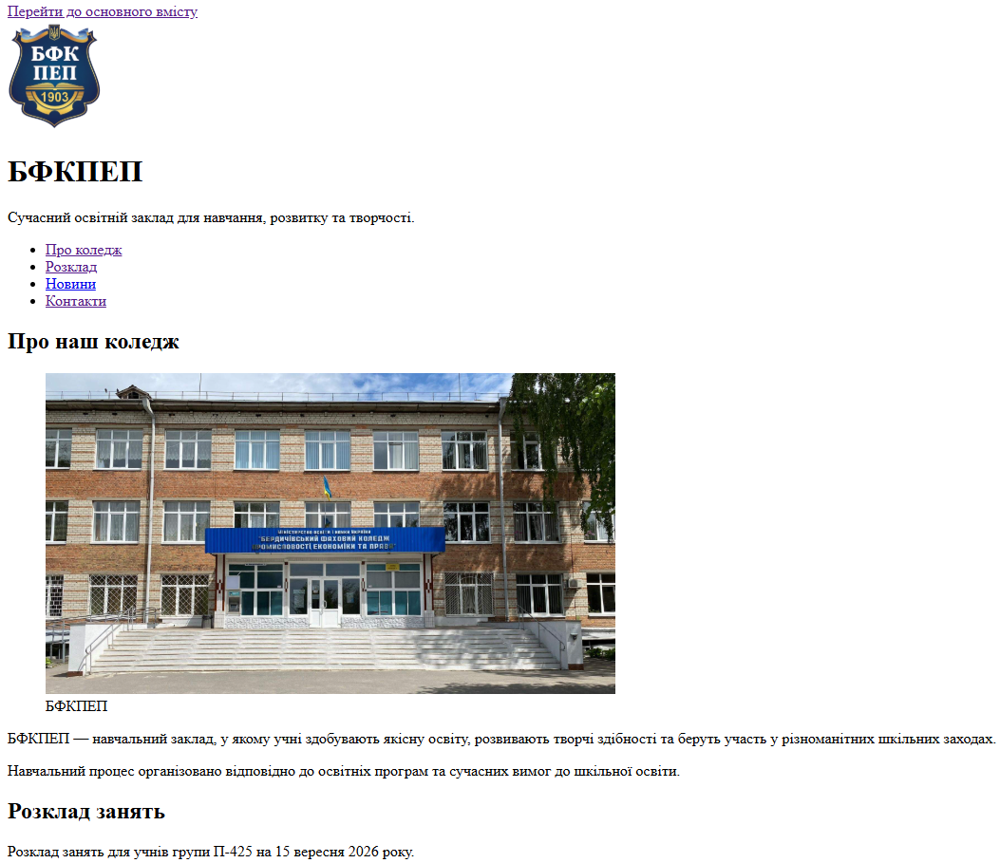 Перейти до основного вмісту
БФК
ПЕП
1903
БФКПЕП
Сучасний освітній заклад для навчання, розвитку та творчості.
Про коледж
Розклад
Новини
Контакти
Про наш коледж
МІНІСТЕРСТВО ОСВІТИ І НАУКИ УКРАЇНИ
"БЕРДИЧІВСЬКИЙ ФАХОВИЙ КОЛЕДЖ
ПРОМИСЛОВОСТІ ЕКОНОМІКИ ТА ПРАВА"
БФКПЕП
БФКПЕП — навчальний заклад, у якому учні здобувають якісну освіту, розвивають творчі здібності та беруть участь у різноманітних шкільних заходах.
Навчальний процес організовано відповідно до освітніх програм та сучасних вимог до шкільної освіти.
Розклад занять
Розклад занять для учнів групи П-425 на 15 вересня 2026 року.